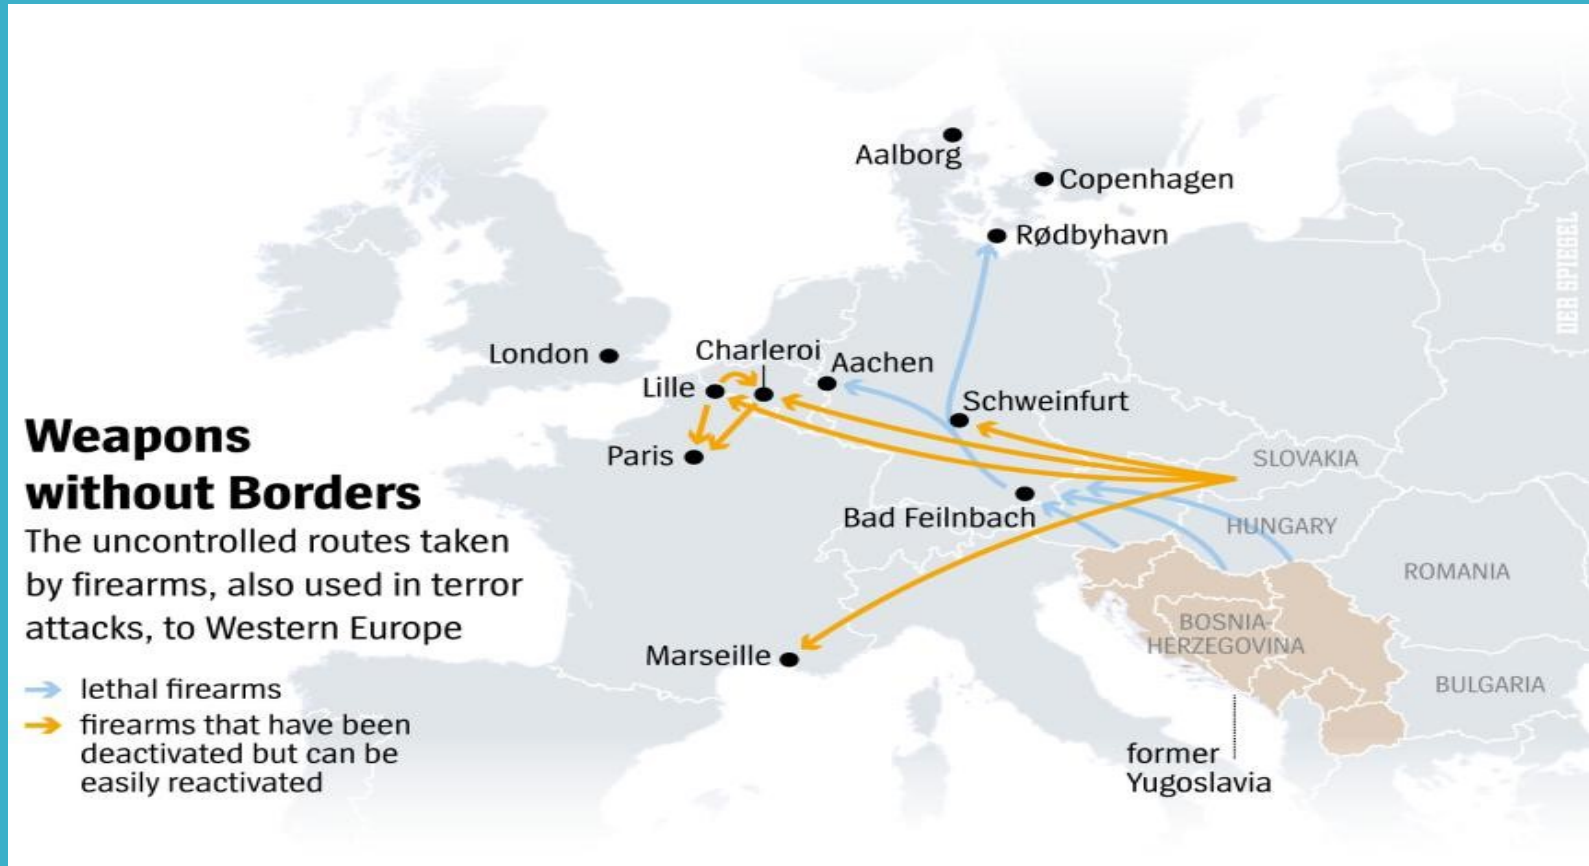 Aalborg
Copenhagen
Rødbyhavn
London
Charleroi
Aachen
Lille
Schweinfurt
Paris
SLOVAKIA
Bad Feilnbach
HUNGARY
ROMANIA
BOSNIA-
HERZEGOVINA
Marseille
BULGARIA
former
Yugoslavia
Weapons
without Borders
The uncontrolled routes taken
by firearms, also used in terror
attacks, to Western Europe
lethal firearms
firearms that have been
deactivated but can be
easily reactivated
DER SPIEGEL